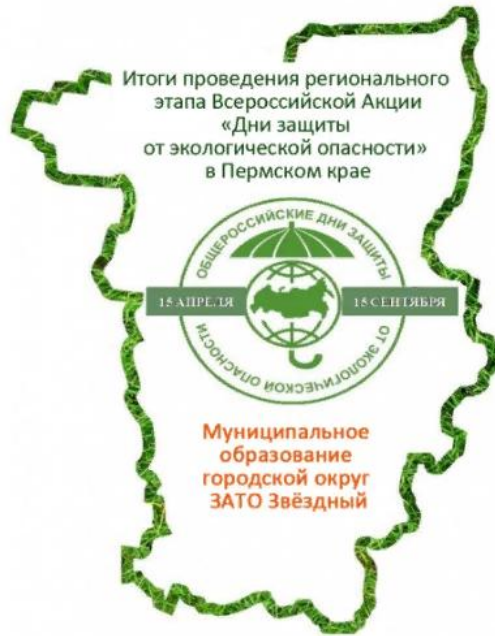 Итоги проведения регионального
этапа Всероссийской Акции
«Дни защиты
от экологической опасности»
в Пермском крае
ОБЩЕРОССИЙСКИЕ ДНИ ЗАЩИТЫ
15 АПРЕЛЯ
15 СЕНТЯБРЯ
ОТ ЭКОЛОГИЧЕСКОЙ ОПАСНОСТИ
Муниципальное
образование
городской округ
ЗАТО Звёздный